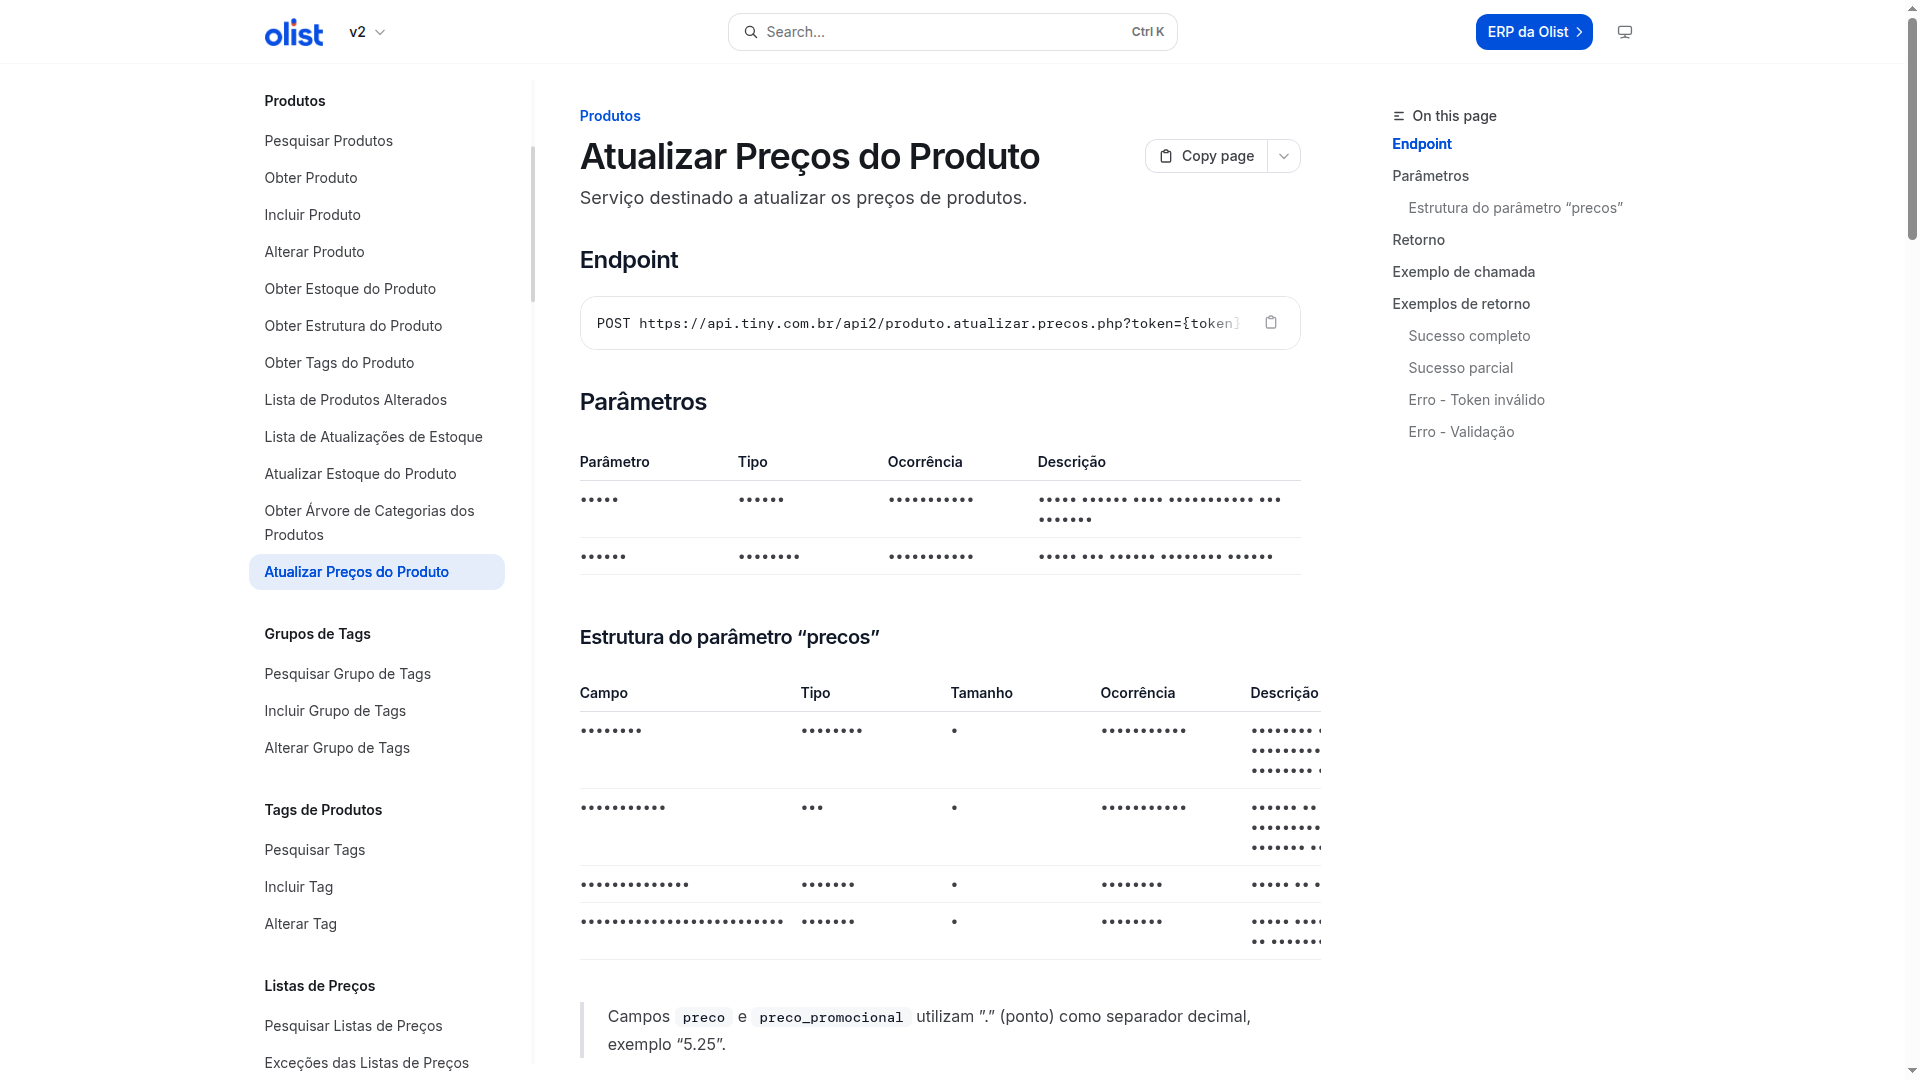 olist
v2
Search...
Ctrl K
ERP da Olist
Produtos
Pesquisar Produtos
Obter Produto
Incluir Produto
Alterar Produto
Obter Estoque do Produto
Obter Estrutura do Produto
Obter Tags do Produto
Lista de Produtos Alterados
Lista de Atualizações de Estoque
Atualizar Estoque do Produto
Obter Árvore de Categorias dos
Produtos
Atualizar Preços do Produto
Grupos de Tags
Pesquisar Grupo de Tags
Incluir Grupo de Tags
Alterar Grupo de Tags
Tags de Produtos
Pesquisar Tags
Incluir Tag
Alterar Tag
Listas de Preços
Pesquisar Listas de Preços
Exceções das Listas de Preços
Produtos
Atualizar Preços do Produto
Copy page
Serviço destinado a atualizar os preços de produtos.
Endpoint
POST https://api.tiny.com.br/api2/produto.atualizar.precos.php?token={token}
Parâmetros
Parâmetro Tipo Ocorrência Descrição
Estrutura do parâmetro “precos”
Campo Tipo Tamanho Ocorrência Descrição
Campos preco e preco_promocional utilizam ”.” (ponto) como separador decimal,
exemplo “5.25”.
On this page
Endpoint
Parâmetros
Estrutura do parâmetro “precos”
Retorno
Exemplo de chamada
Exemplos de retorno
Sucesso completo
Sucesso parcial
Erro - Token inválido
Erro - Validação